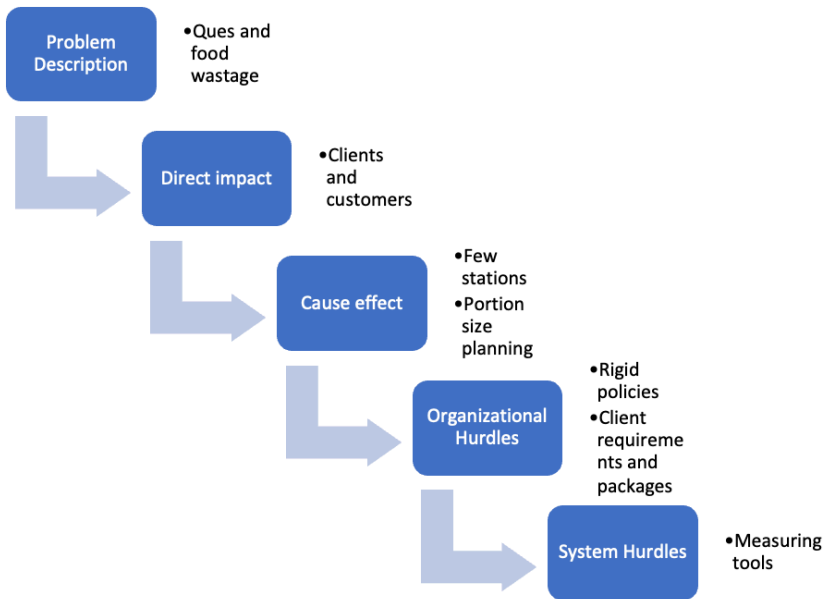 Problem
Description
•Ques and
food
wastage
Direct impact
•Clients
and
customers
Cause effect
•Few
stations
•Portion
size
planning
Organizational
Hurdles
•Rigid
policies
•Client
requireme
nts and
packages
System Hurdles
•Measuring
tools